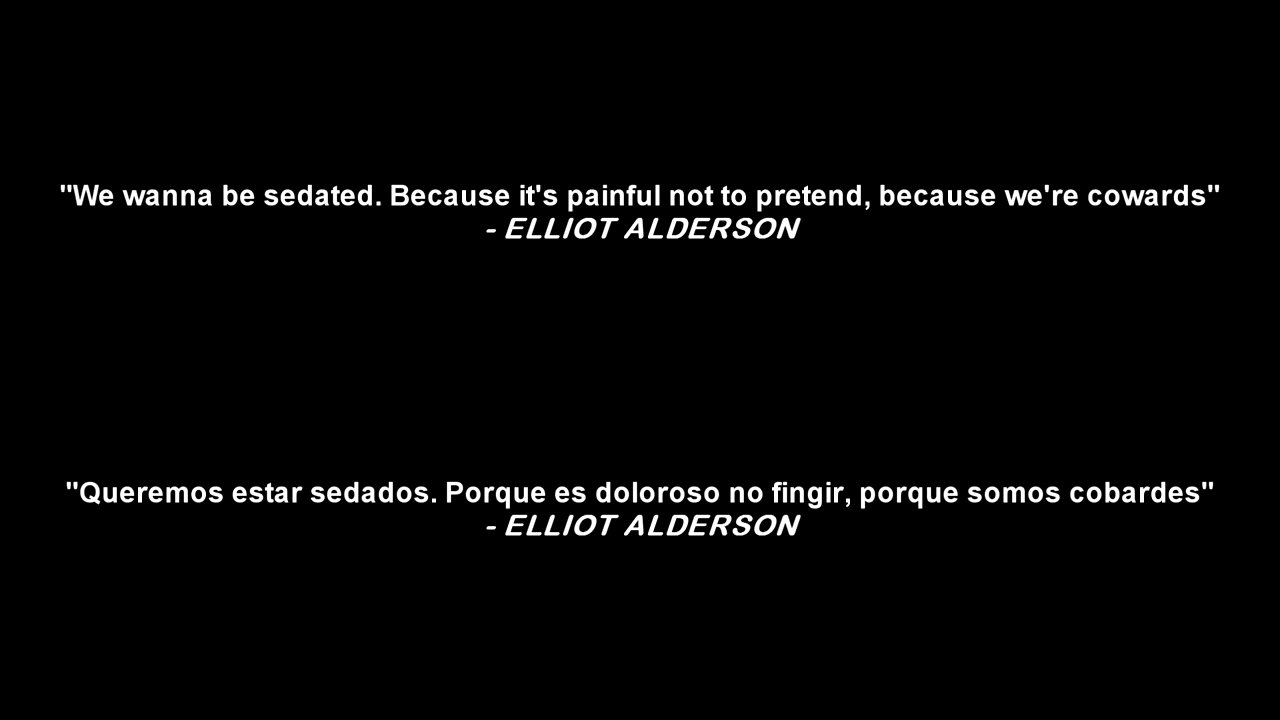 "We wanna be sedated. Because it's painful not to pretend, because we're cowards"
- ELLIOT ALDERSON
"Queremos estar sedados. Porque es doloroso no fingir, porque somos cobardes"
- ELLIOT ALDERSON